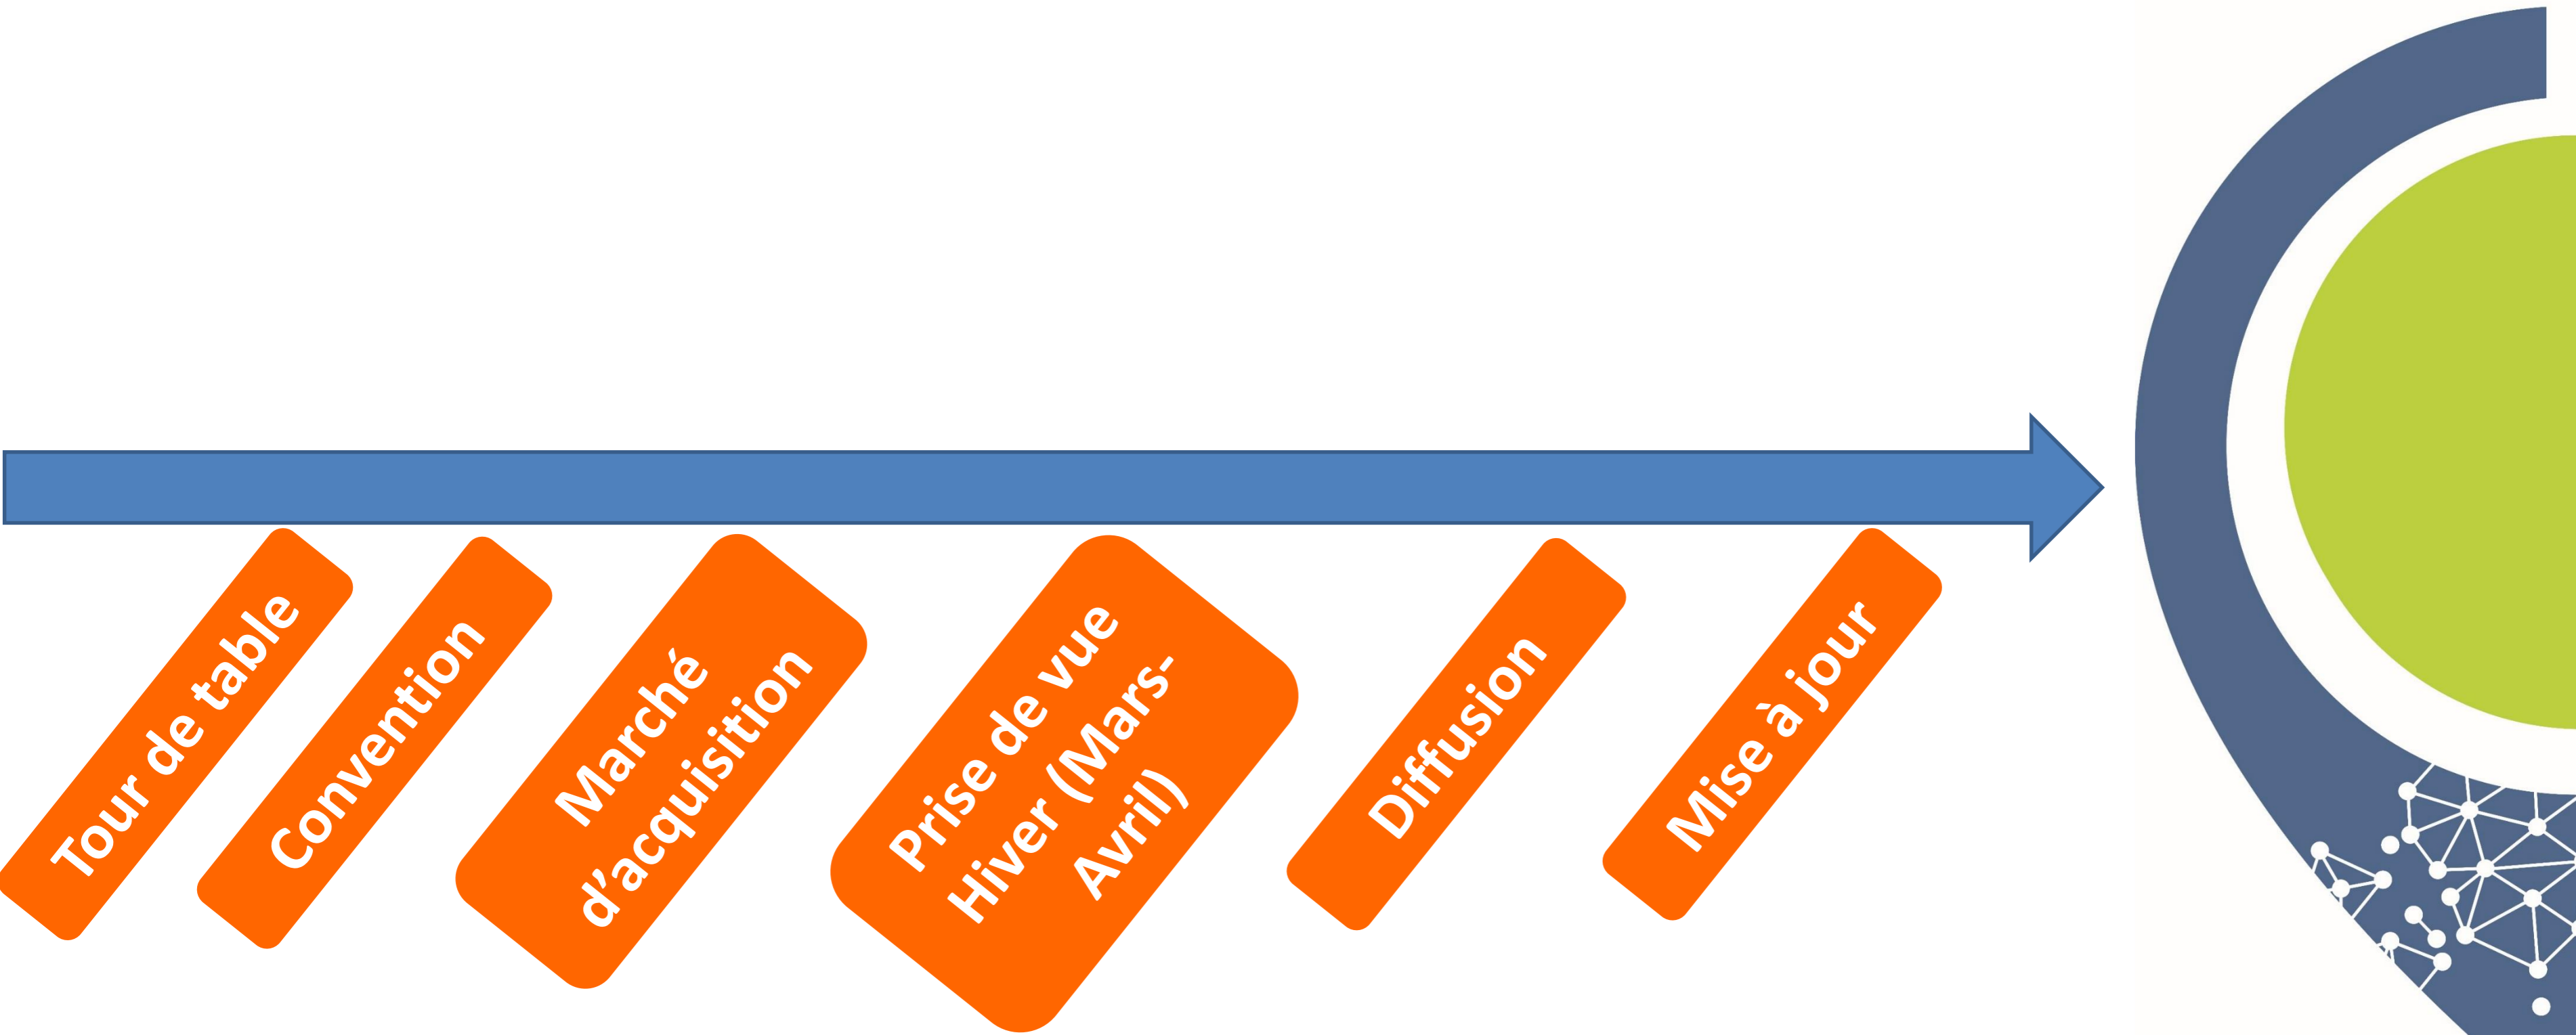 Tour de table
Convention
Marché
d'acquisition
Prise de vue
Hiver (Mars-
Avril)
Diffusion
Mise à jour